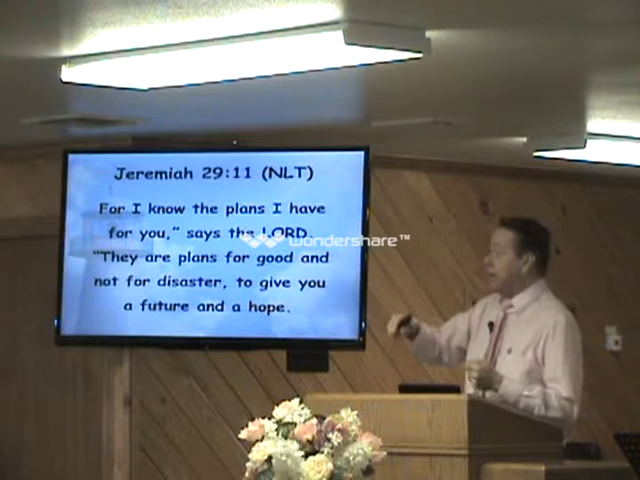 Jeremiah 29:11 (NLT)
For I know the plans I have
for you," says the LORD.
"They are plans for good and
not for disaster, to give you
a future and a hope.
wondershare™